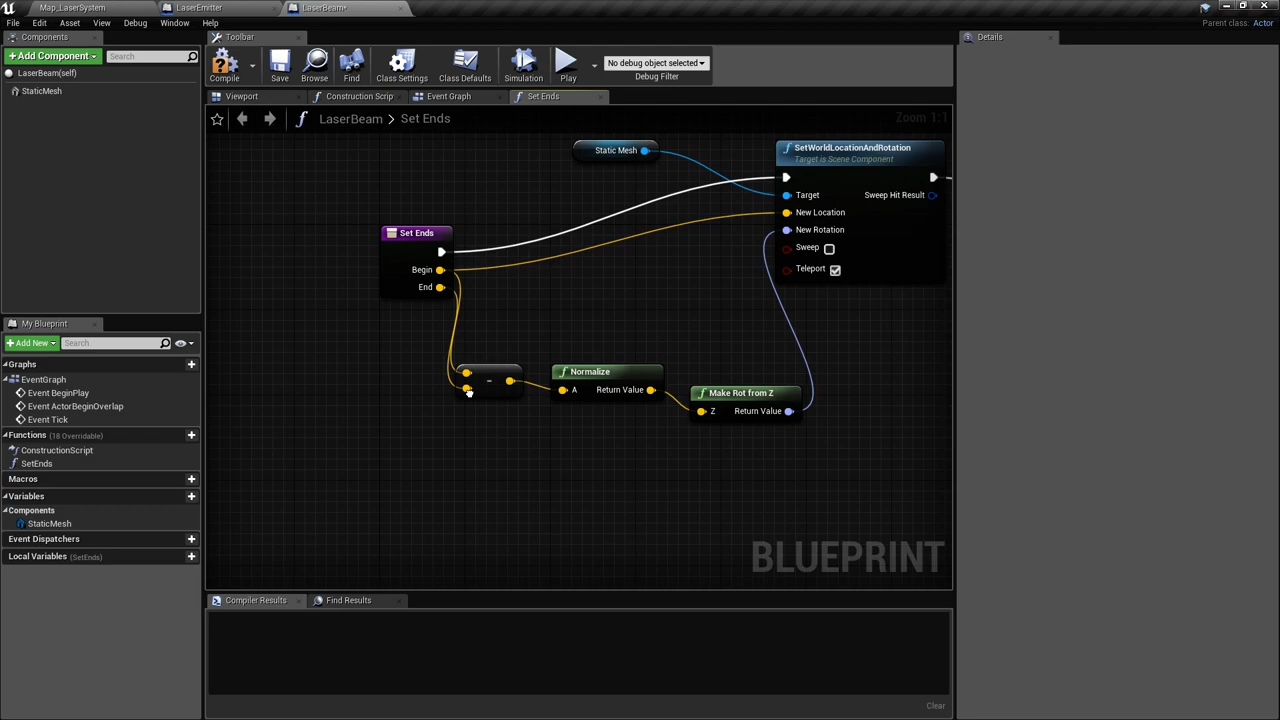 Map_LaserSystem
LaserEmitter
LaserBeam*
File Edit Asset View Debug Window Help
Parent class: Actor
Components
Toolbar
Details
+ Add Component
Search
LaserBeam(self)
StaticMesh
Compile
Save
Browse
Find
Class Settings
Class Defaults
Simulation
Play
No debug object selected
Debug Filter
Viewport
Construction Scrip
Event Graph
Set Ends
LaserBeam > Set Ends
Zoom 1:1
Static Mesh
SetWorldLocationAndRotation
Target is Scene Component
Target
Sweep Hit Result
New Location
New Rotation
Sweep
Teleport
Set Ends
Begin
End
-
Normalize
A Return Value
Make Rot from Z
Z Return Value
BLUEPRINT
My Blueprint
+ Add New
Search
Graphs
EventGraph
Event BeginPlay
Event ActorBeginOverlap
Event Tick
Functions (18 Overridable)
ConstructionScript
SetEnds
Macros
Variables
Components
StaticMesh
Event Dispatchers
Local Variables (SetEnds)
Compiler Results
Find Results
Clear